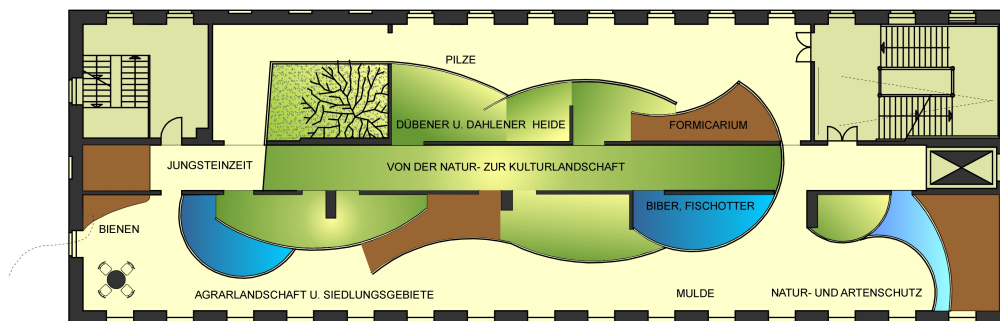 PILZE
DÜBENER U. DAHLENER HEIDE
FORMICARIUM
JUNGSTEINZEIT
VON DER NATUR- ZUR KULTURLANDSCHAFT
BIBER, FISCHOTTER
BIENEN
AGRARLANDSCHAFT U. SIEDLUNGSGEBIETE
MULDE
NATUR- UND ARTENSCHUTZ